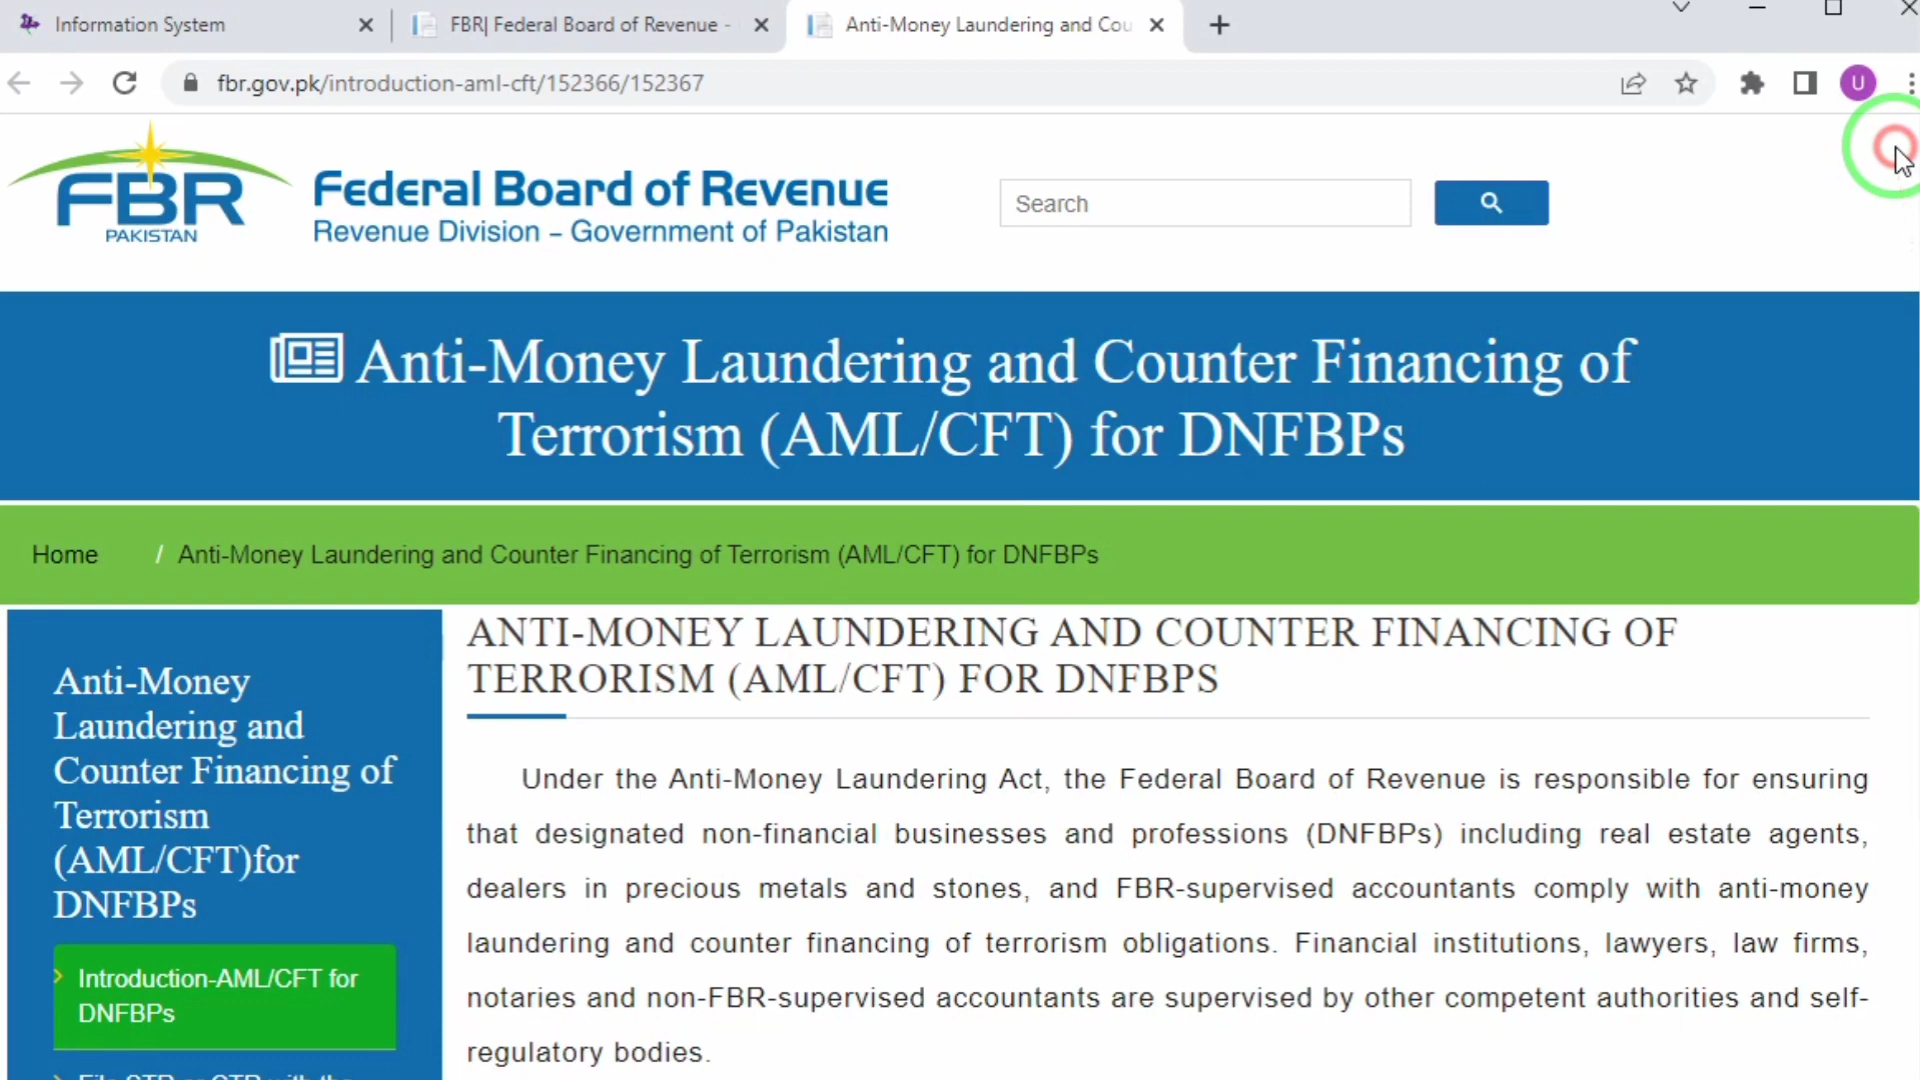 Information System
FBR| Federal Board of Revenue -
Anti-Money Laundering and Cou
fbr.gov.pk/introduction-aml-cft/152366/152367
U
FBR
PAKISTAN
Federal Board of Revenue
Revenue Division – Government of Pakistan
Search
Anti-Money Laundering and Counter Financing of
Terrorism (AML/CFT) for DNFBPs
Home / Anti-Money Laundering and Counter Financing of Terrorism (AML/CFT) for DNFBPs
Anti-Money
Laundering and
Counter Financing of
Terrorism
(AML/CFT)for
DNFBPs
Introduction-AML/CFT for
DNFBPs
ANTI-MONEY LAUNDERING AND COUNTER FINANCING OF
TERRORISM (AML/CFT) FOR DNFBPS
Under the Anti-Money Laundering Act, the Federal Board of Revenue is responsible for ensuring
that designated non-financial businesses and professions (DNFBPs) including real estate agents,
dealers in precious metals and stones, and FBR-supervised accountants comply with anti-money
laundering and counter financing of terrorism obligations. Financial institutions, lawyers, law firms,
notaries and non-FBR-supervised accountants are supervised by other competent authorities and self-
regulatory bodies.